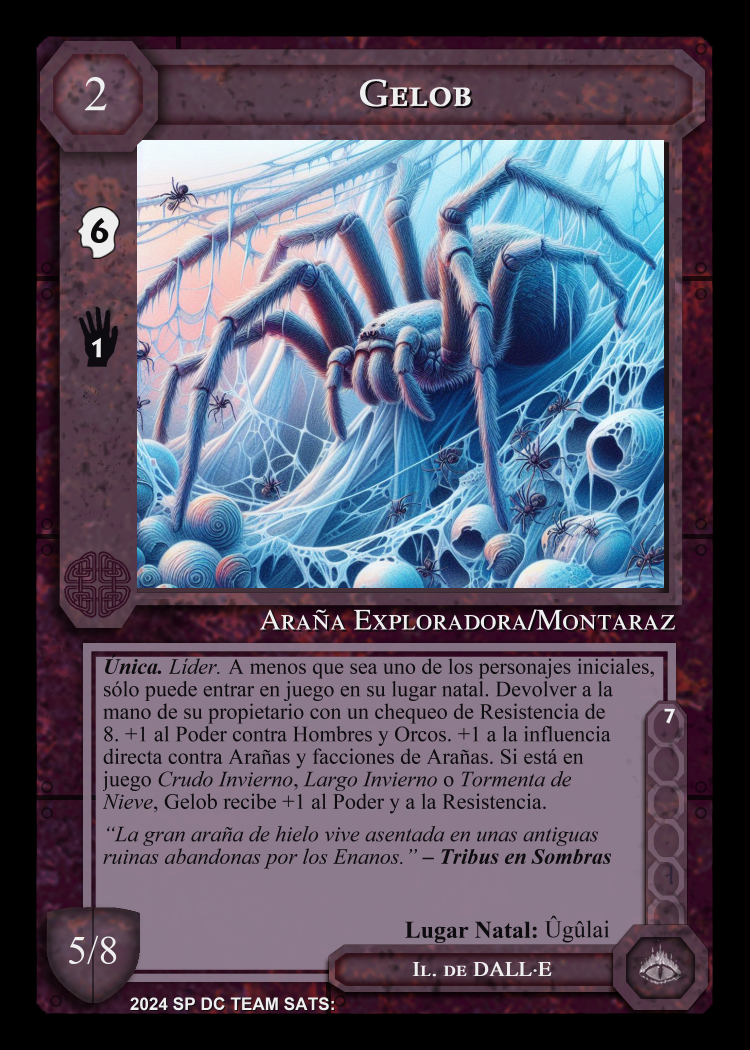 2
Gelob
6
1
Araña Exploradora/Montaraz
Única. Líder. A menos que sea uno de los personajes iniciales,
sólo puede entrar en juego en su lugar natal. Devolver a la
mano de su propietario con un chequeo de Resistencia de
8. +1 al Poder contra Hombres y Orcos. +1 a la influencia
directa contra Arañas y facciones de Arañas. Si está en
juego Crudo Invierno, Largo Invierno o Tormenta de
Nieve, Gelob recibe +1 al Poder y a la Resistencia.
7
“La gran araña de hielo vive asentada en unas antiguas
ruinas abandonas por los Enanos.” – Tribus en Sombras
Lugar Natal: Ûgûlai
5/8
Il. de DALL·E
2024 SP DC TEAM SATS: